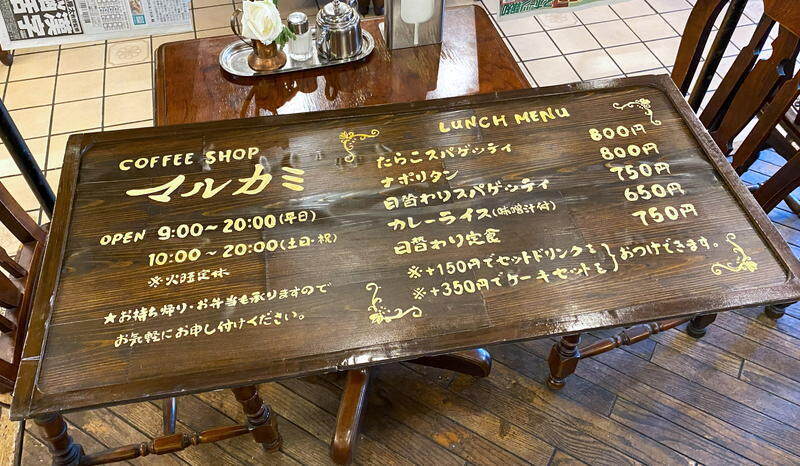 COFFEE SHOP
マルカミ
OPEN 9:00～20:00(平日)
10:00～20:00(土日・祝)
※火曜定休
★お持ち帰り・お弁当も承りますので
お気軽にお申し付けください。
LUNCH MENU
たらこスパゲッティ 800円
ナポリタン 800円
日替わりスパゲッティ 750円
カレーライス(味噌汁付) 650円
日替わり定食 750円
※+150円でセットドリンクを
※+350円でケーキセットを
}おつけできます。